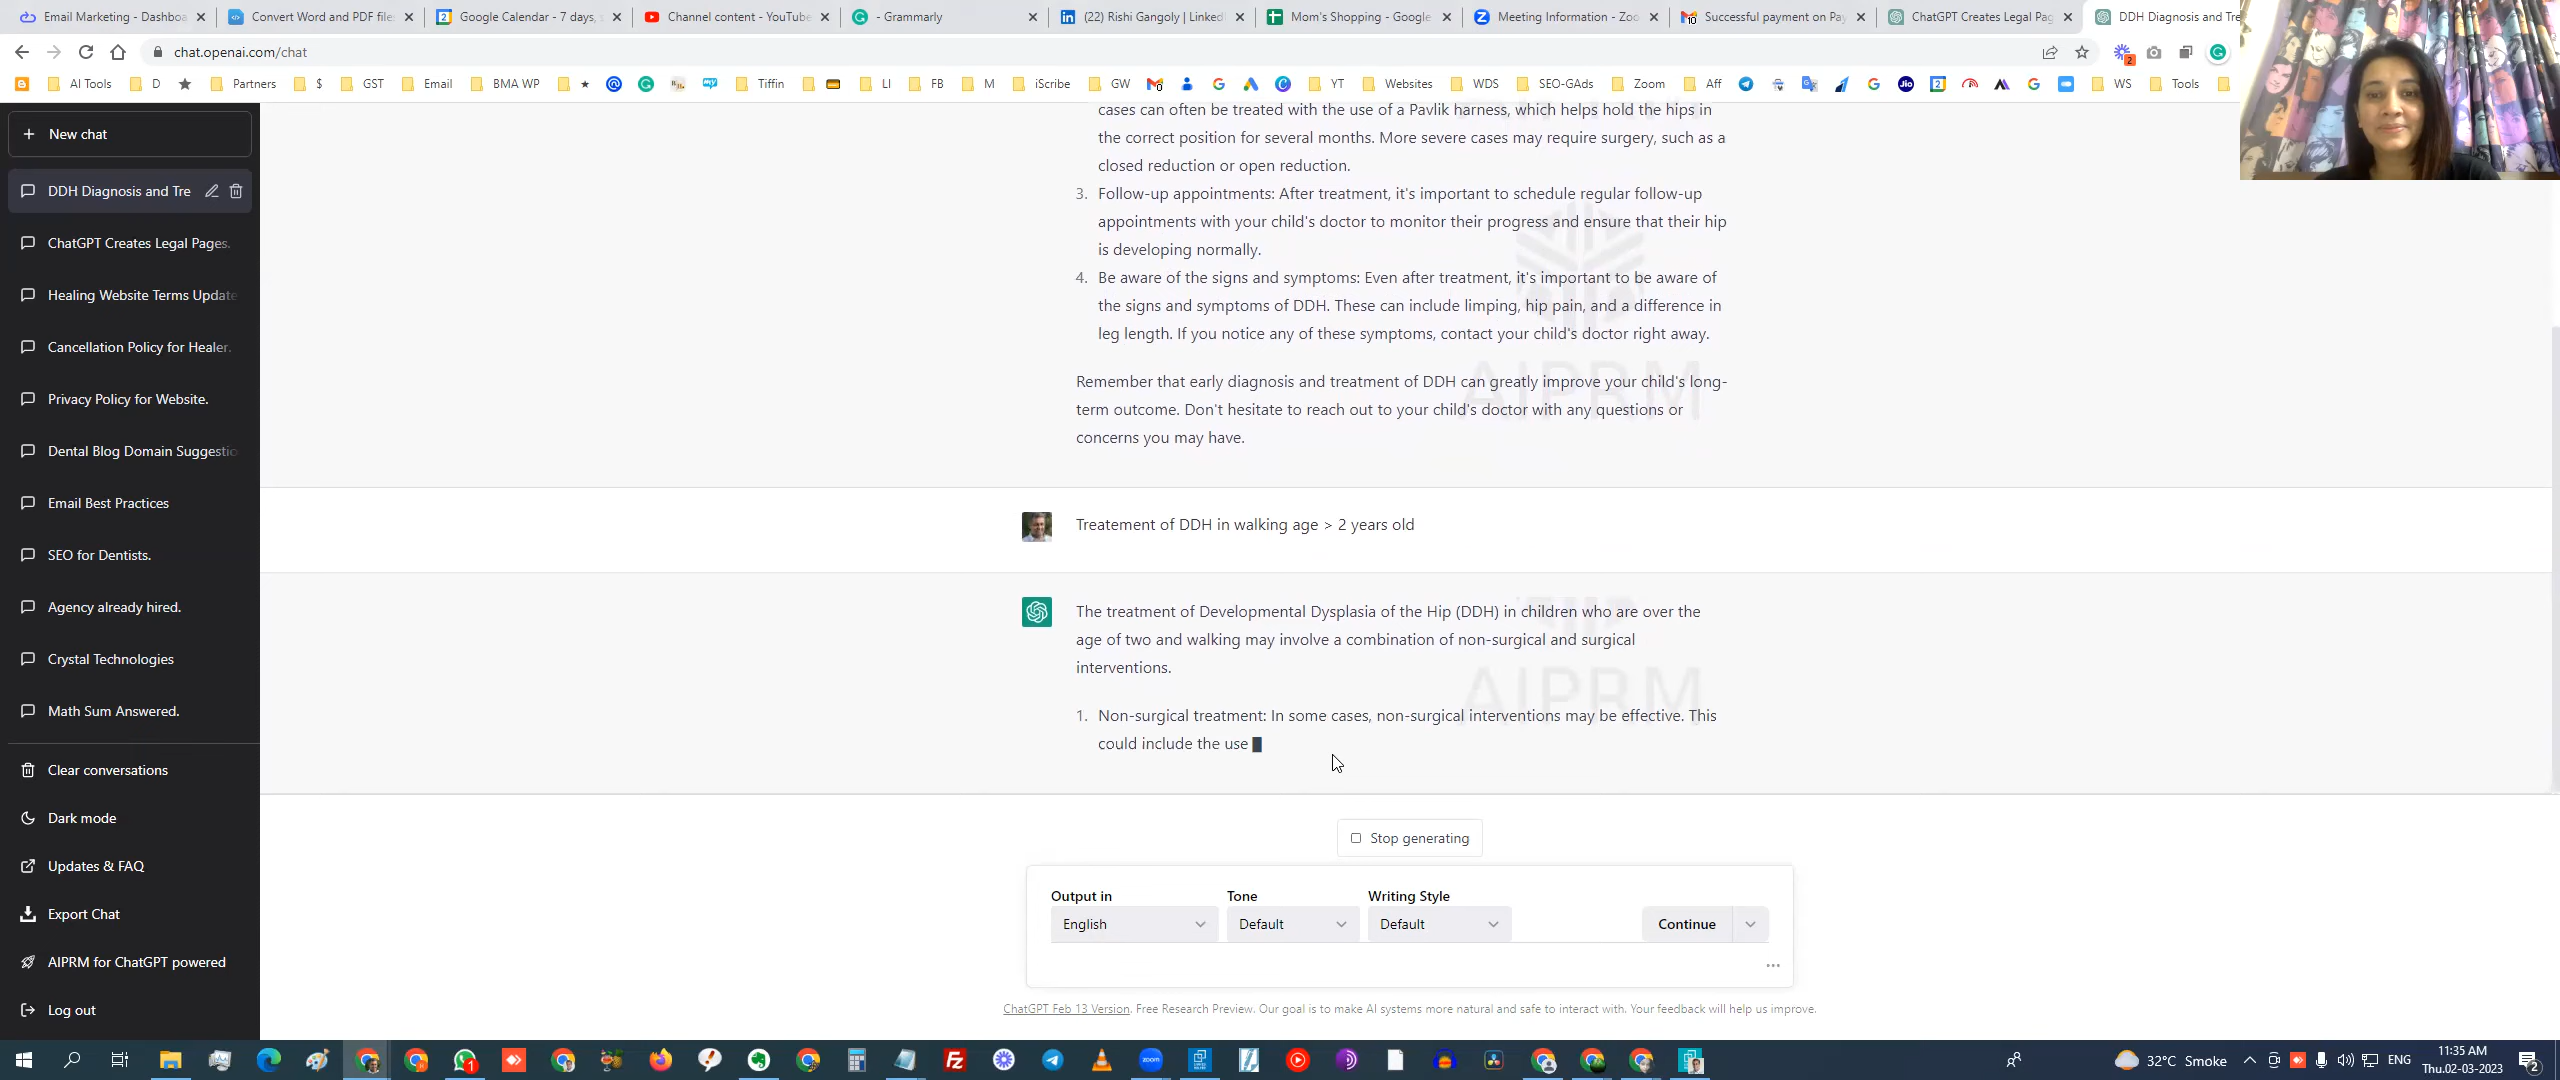 Email Marketing - Dashboa
Convert Word and PDF file
Google Calendar - 7 days, s
Channel content - YouTube
- Grammarly
(22) Rishi Gangoly | Linked
Mom's Shopping - Google
Meeting Information - Zoo
Successful payment on Pay
ChatGPT Creates Legal Pag
DDH Diagnosis and Tre
chat.openai.com/chat
AI Tools D Partners $ GST Email BMA WP Tiffin LI FB M iScribe GW YT Websites WDS SEO-GAds Zoom Aff WS Tools
New chat
DDH Diagnosis and Tre
ChatGPT Creates Legal Pages.
Healing Website Terms Update
Cancellation Policy for Healer.
Privacy Policy for Website.
Dental Blog Domain Suggestio
Email Best Practices
SEO for Dentists.
Agency already hired.
Crystal Technologies
Math Sum Answered.
Clear conversations
Dark mode
Updates & FAQ
Export Chat
AIPRM for ChatGPT powered
Log out
cases can often be treated with the use of a Pavlik harness, which helps hold the hips in
the correct position for several months. More severe cases may require surgery, such as a
closed reduction or open reduction.
3. Follow-up appointments: After treatment, it's important to schedule regular follow-up
appointments with your child's doctor to monitor their progress and ensure that their hip
is developing normally.
4. Be aware of the signs and symptoms: Even after treatment, it's important to be aware of
the signs and symptoms of DDH. These can include limping, hip pain, and a difference in
leg length. If you notice any of these symptoms, contact your child's doctor right away.
AIPRM
Remember that early diagnosis and treatment of DDH can greatly improve your child's long-
term outcome. Don't hesitate to reach out to your child's doctor with any questions or
concerns you may have.
Treatement of DDH in walking age > 2 years old
The treatment of Developmental Dysplasia of the Hip (DDH) in children who are over the
age of two and walking may involve a combination of non-surgical and surgical
interventions.
AIPRM
1. Non-surgical treatment: In some cases, non-surgical interventions may be effective. This
could include the use
Stop generating
Output in Tone Writing Style
English Default Default Continue
ChatGPT Feb 13 Version. Free Research Preview. Our goal is to make AI systems more natural and safe to interact with. Your feedback will help us improve.
32°C Smoke ENG
11:35 AM
Thu.02-03-2023